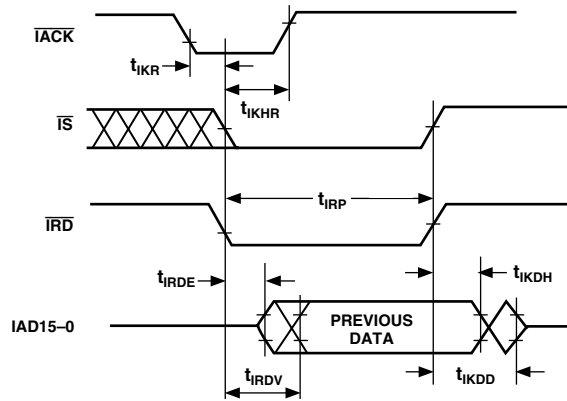 IACK
tIKR
tIKHR
IS
tIRP
IRD
tIRDE
tIKDH
IAD15–0
PREVIOUS
DATA
tIKDD
tIRDV